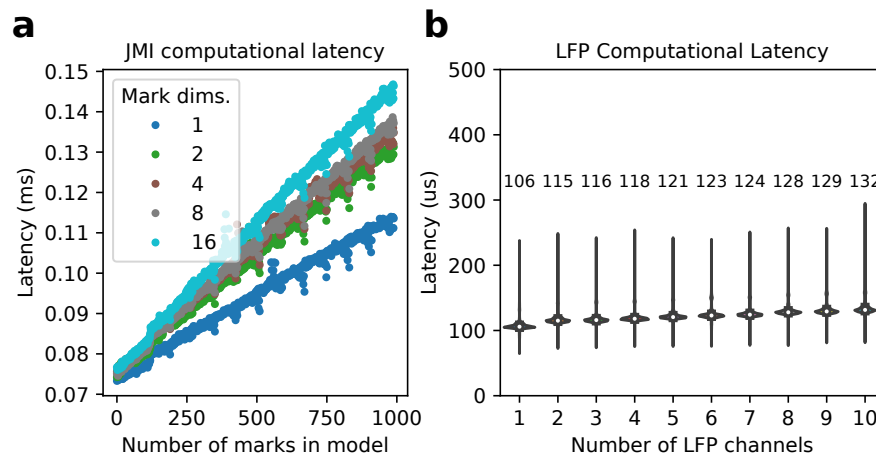 a
JMI computational latency
Latency (ms)
0.15
0.14
0.13
0.12
0.11
0.10
0.09
0.08
0.07
Mark dims.
1
2
4
8
16
0 250 500 750 1000
Number of marks in model
b
LFP Computational Latency
Latency (us)
500
400
300
200
100
0
106 115 116 118 121 123 124 128 129 132
1 2 3 4 5 6 7 8 9 10
Number of LFP channels